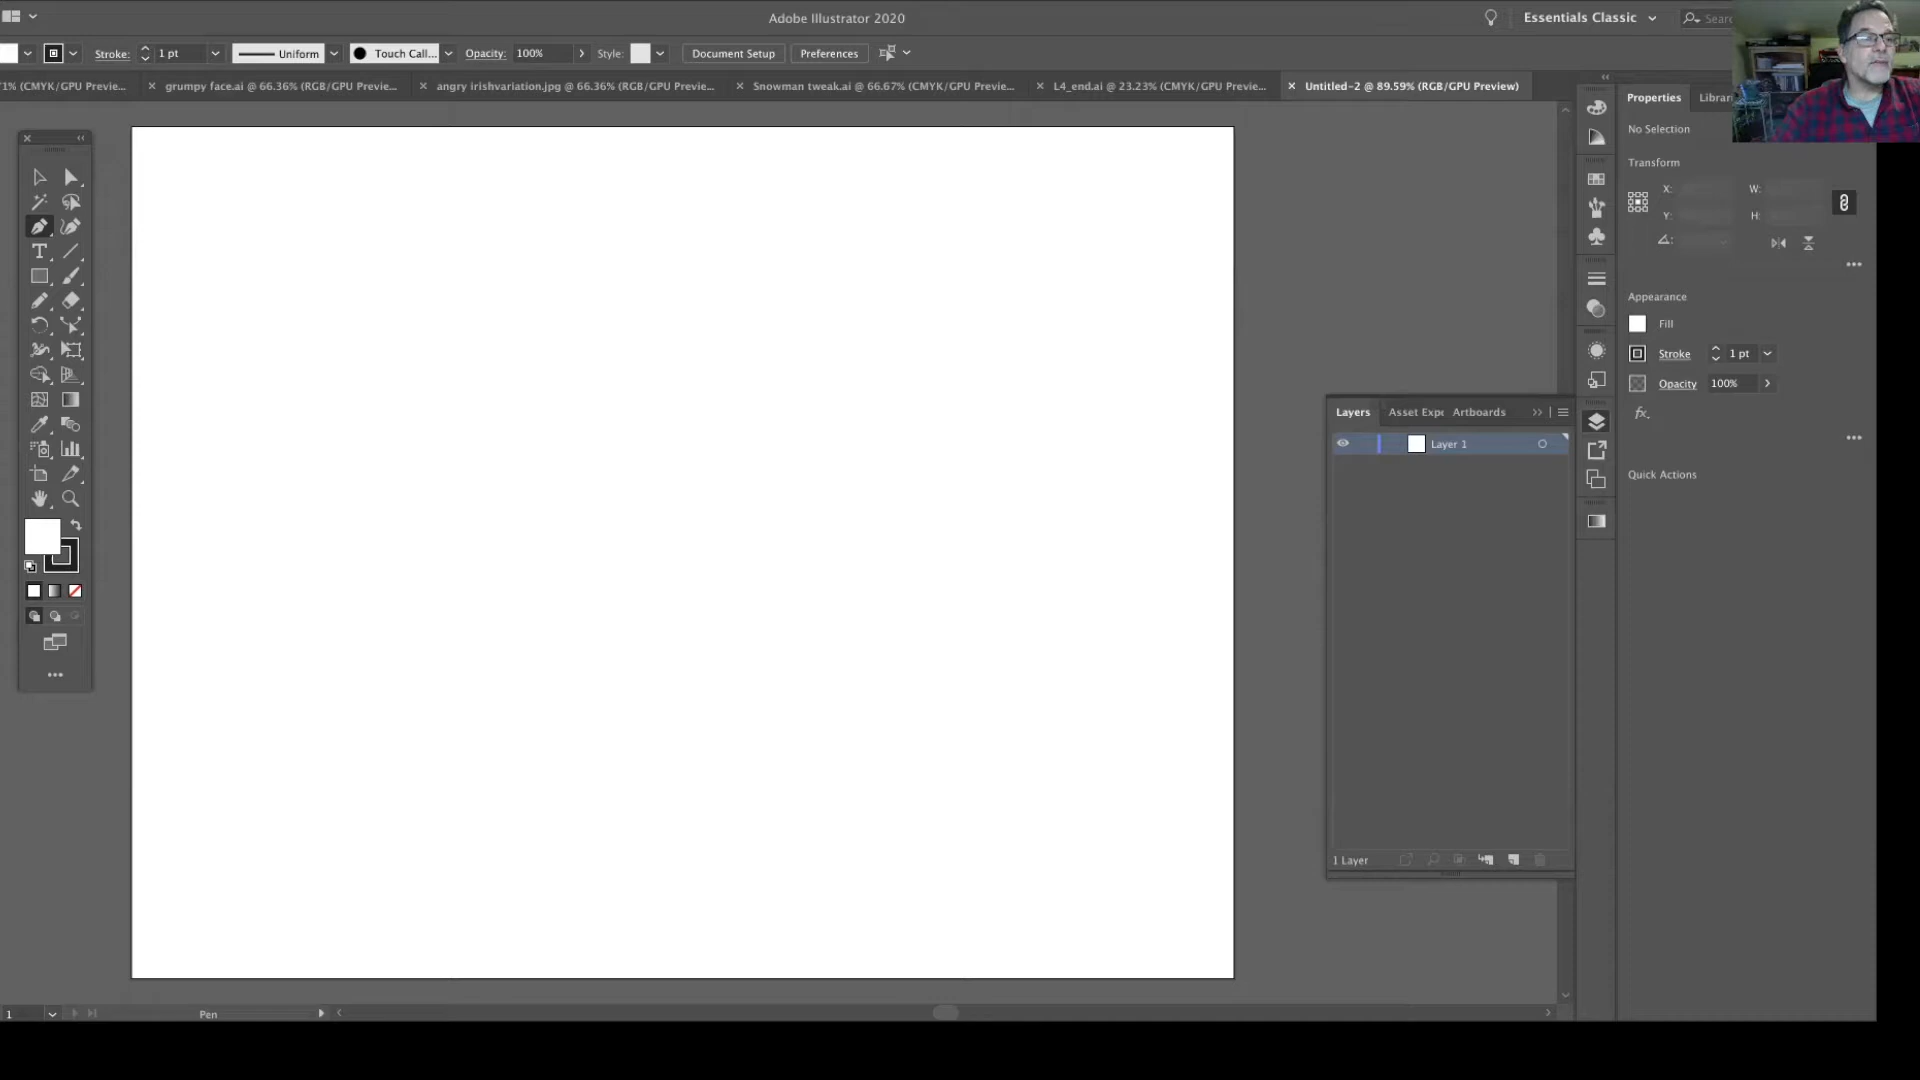 Adobe Illustrator 2020
Essentials Classic
Sear
Stroke: 1 pt
Uniform
Touch Call...
Opacity: 100%
Style:
Document Setup
Preferences
71% (CMYK/GPU Previe...
× grumpy face.ai @ 66.36% (RGB/GPU Previe...
× angry irishvariation.jpg @ 66.36% (RGB/GPU Previe...
× Snowman tweak.ai @ 66.67% (CMYK/GPU Previe...
× L4_end.ai @ 23.23% (CMYK/GPU Previe...
× Untitled-2 @ 89.59% (RGB/GPU Preview)
Properties Librar
No Selection
Transform
X: W:
Y: H:
Appearance
Fill
Stroke 1 pt
Opacity 100%
fx.
Quick Actions
Layers Asset Expo Artboards
Layer 1
1 Layer
1
Pen